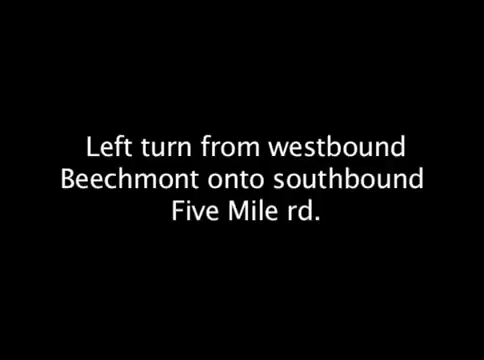 Left turn from westbound
Beechmont onto southbound
Five Mile rd.